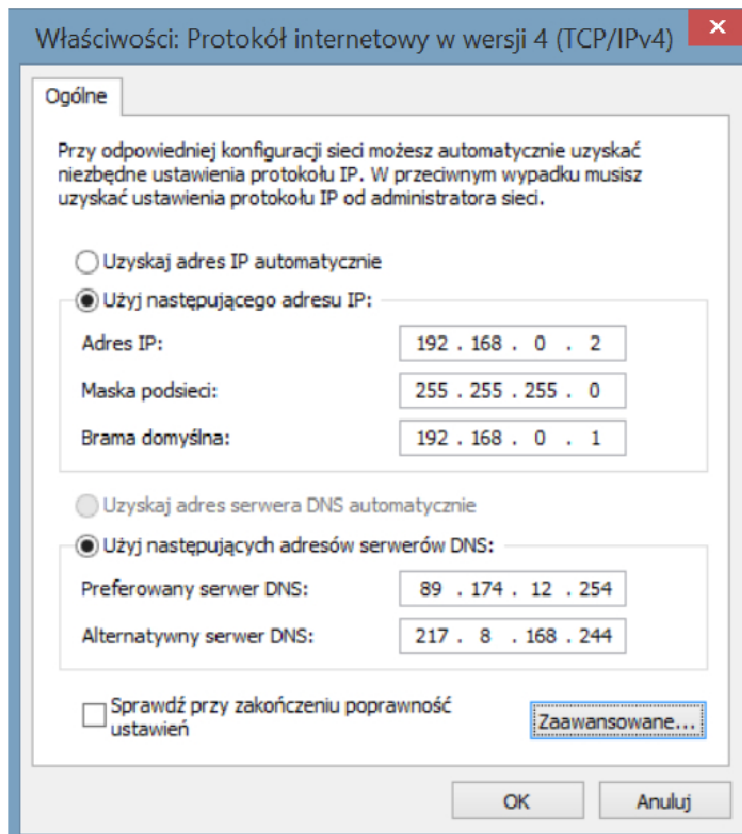 Właściwości: Protokół internetowy w wersji 4 (TCP/IPv4)
Ogólne
Przy odpowiedniej konfiguracji sieci możesz automatycznie uzyskać
niezbędne ustawienia protokołu IP. W przeciwnym wypadku musisz
uzyskać ustawienia protokołu IP od administratora sieci.
Uzyskaj adres IP automatycznie
Użyj następującego adresu IP:
Adres IP: 192 . 168 . 0 . 2
Maska podsieci: 255 . 255 . 255 . 0
Brama domyślna: 192 . 168 . 0 . 1
Uzyskaj adres serwera DNS automatycznie
Użyj następujących adresów serwerów DNS:
Preferowany serwer DNS: 89 . 174 . 12 . 254
Alternatywny serwer DNS: 217 . 8 . 168 . 244
Sprawdź przy zakończeniu poprawność
ustawień
Zaawansowane...
OK Anuluj